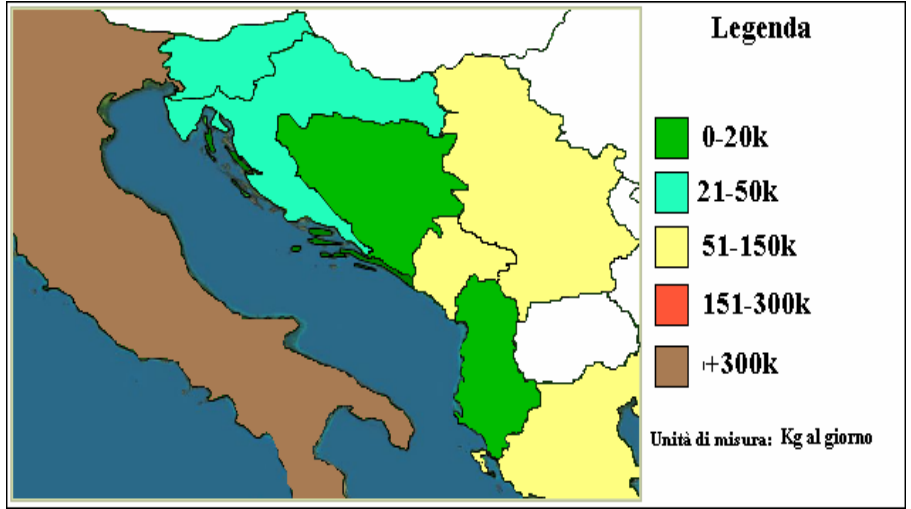 Legenda
0-20k
21-50k
51-150k
151-300k
+300k
Unità di misura: Kg al giorno